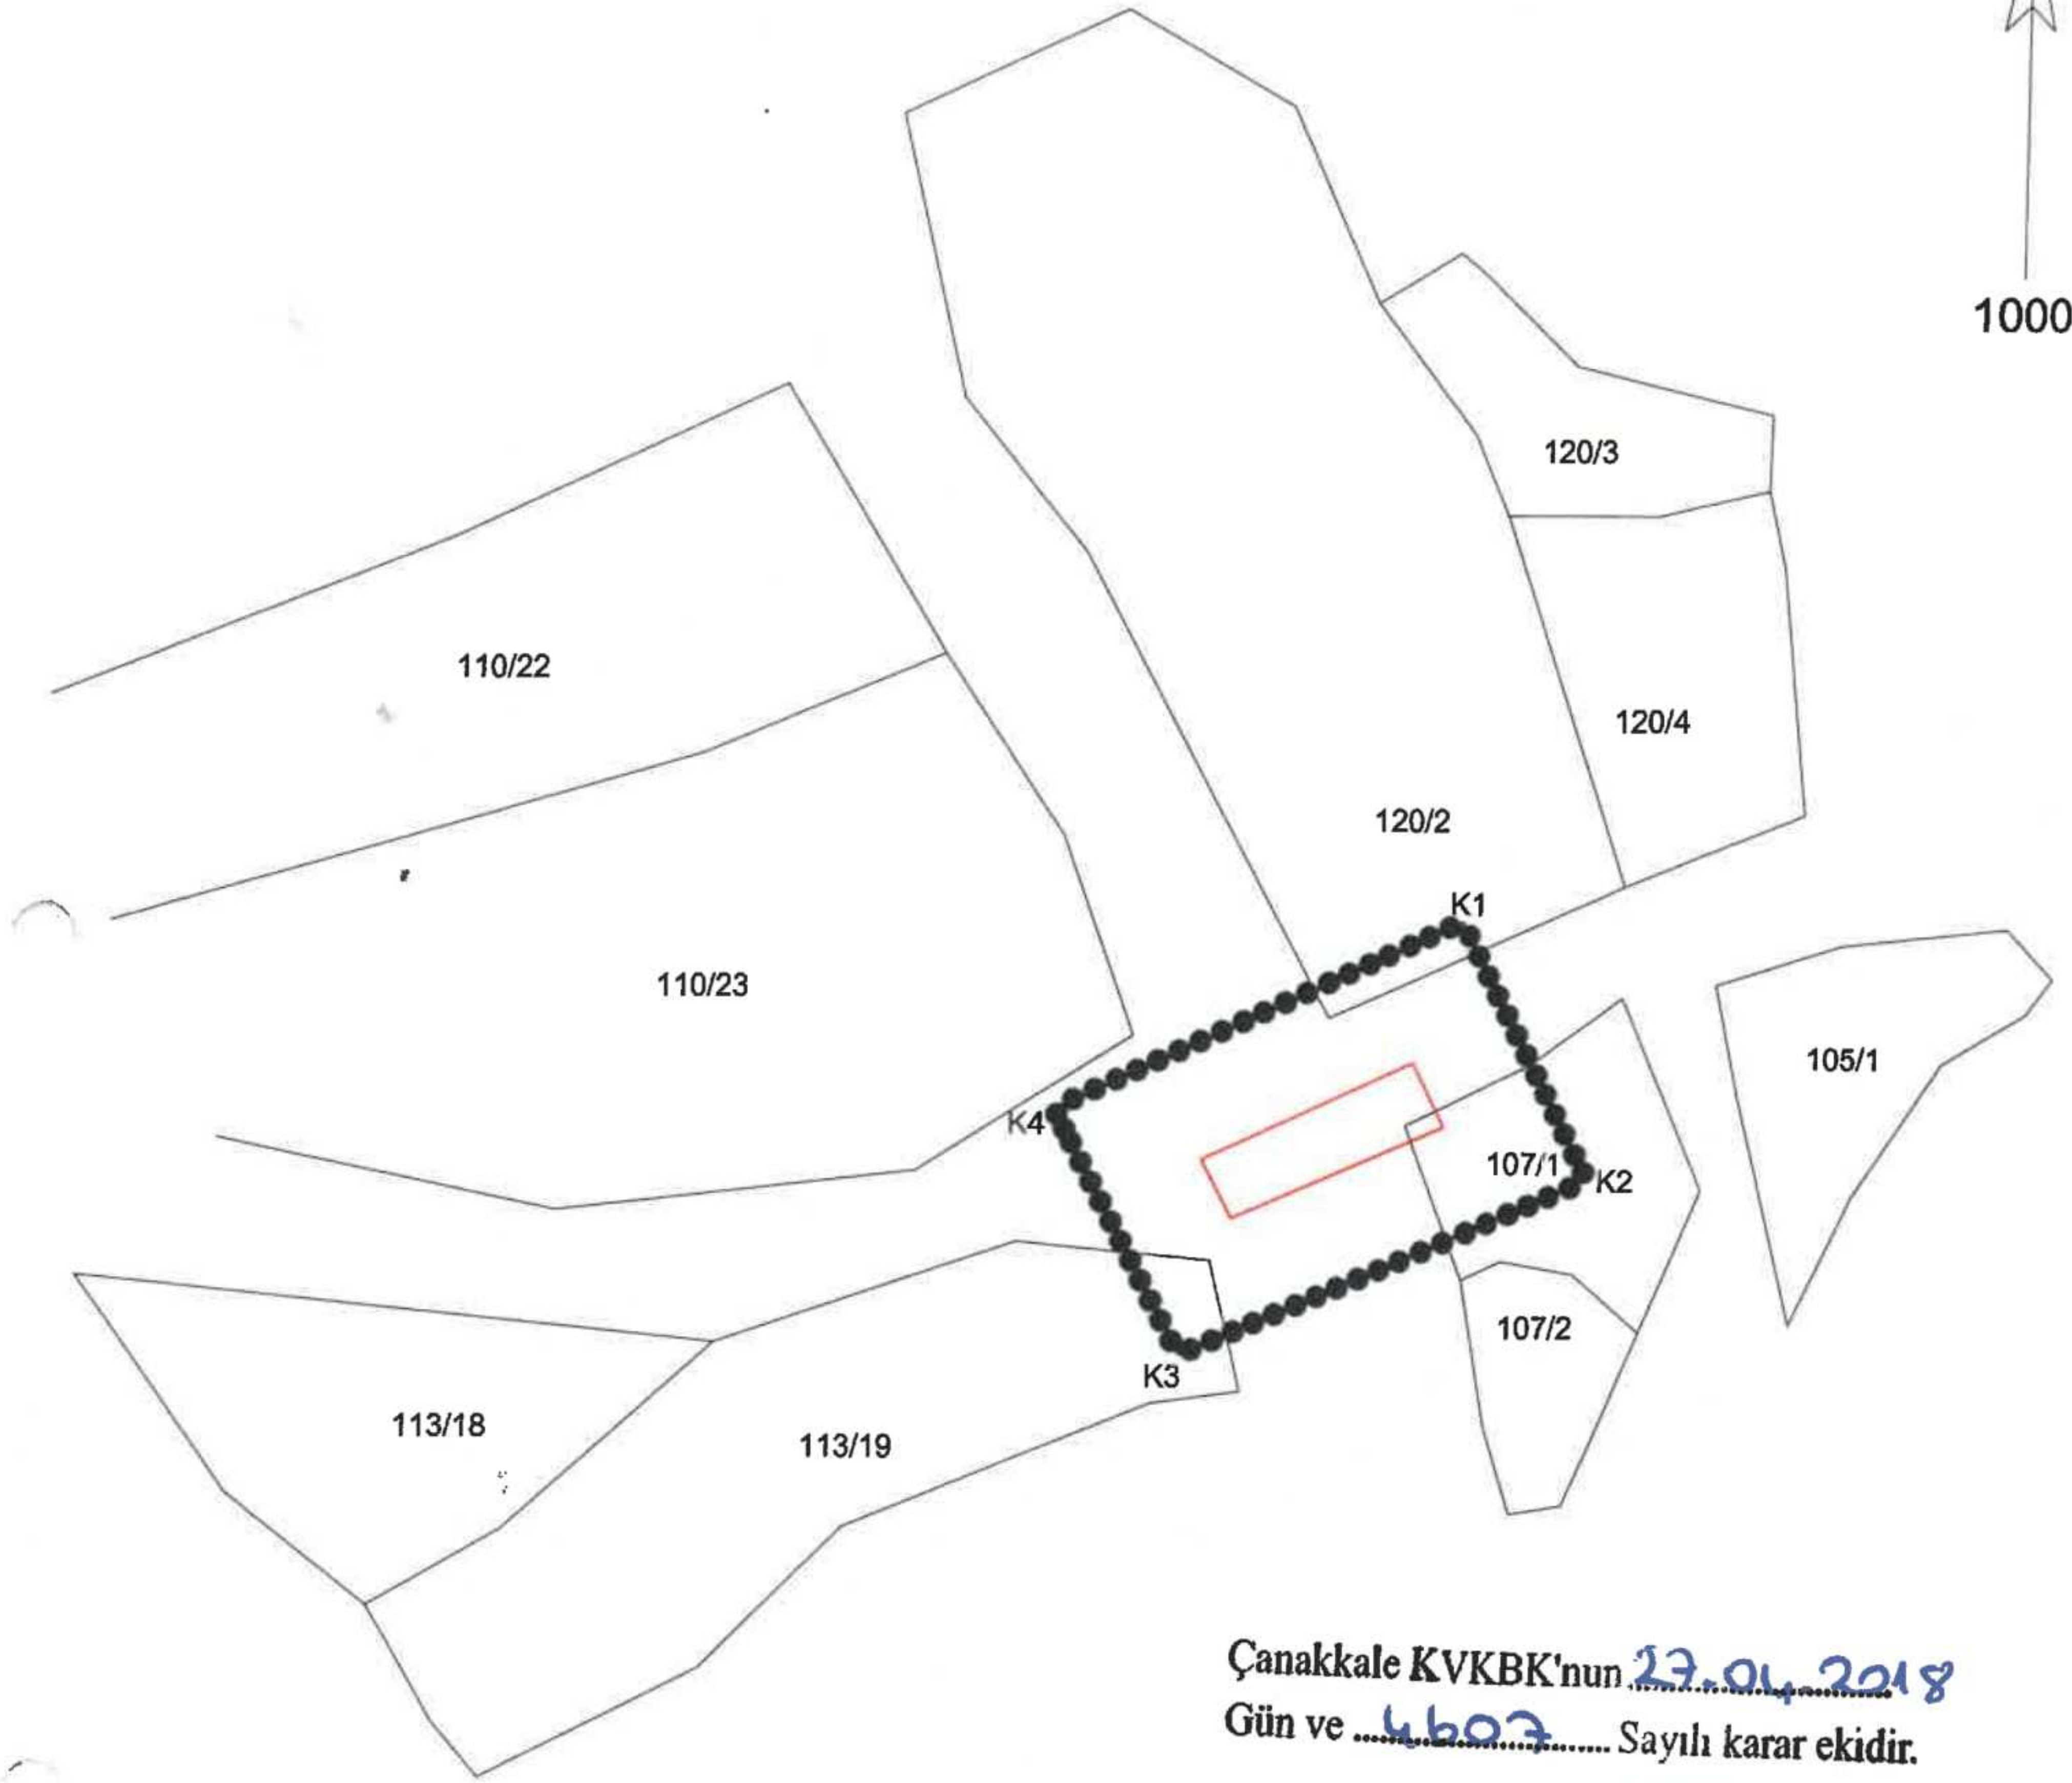 1000
120/3
110/22
120/4
120/2
K1
110/23
105/1
K4
107/1
K2
107/2
K3
113/18
113/19
Çanakkale KVKBK'nun 27.04.2018
Gün ve 4607 Sayılı karar ekidir.